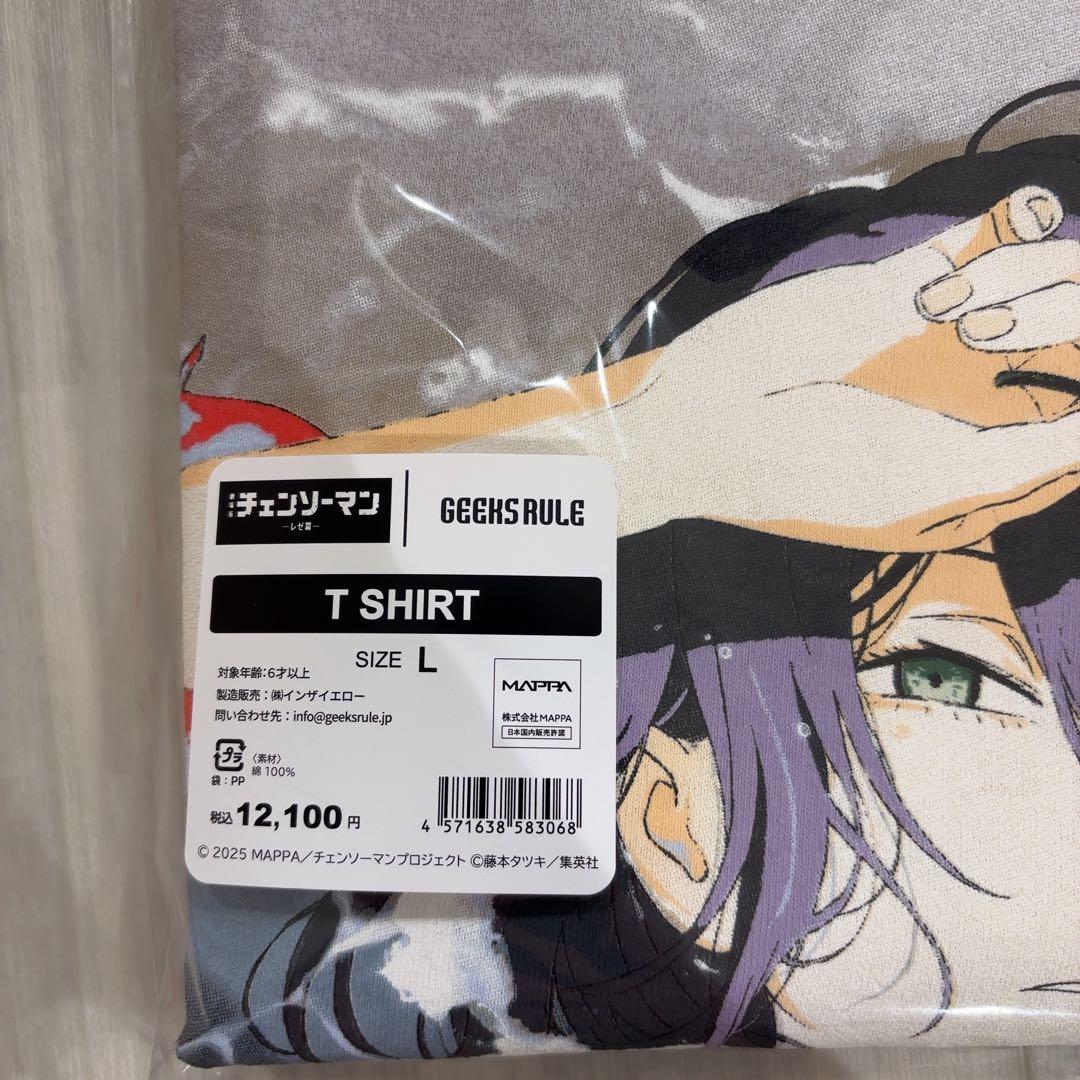 劇場版 チェンソーマン
―レゼ篇―
GEEKS RULE
T SHIRT
SIZE L
対象年齢:6才以上
製造販売:㈱インザイエロー
問い合わせ先:info@geeksrule.jp
MAPPA
株式会社MAPPA
日本国内販売許諾
プラ
袋:PP
〈素材〉
綿 100%
税込 12,100 円
4 571638 583068
© 2025 MAPPA/チェンソーマンプロジェクト ©藤本タツキ/集英社